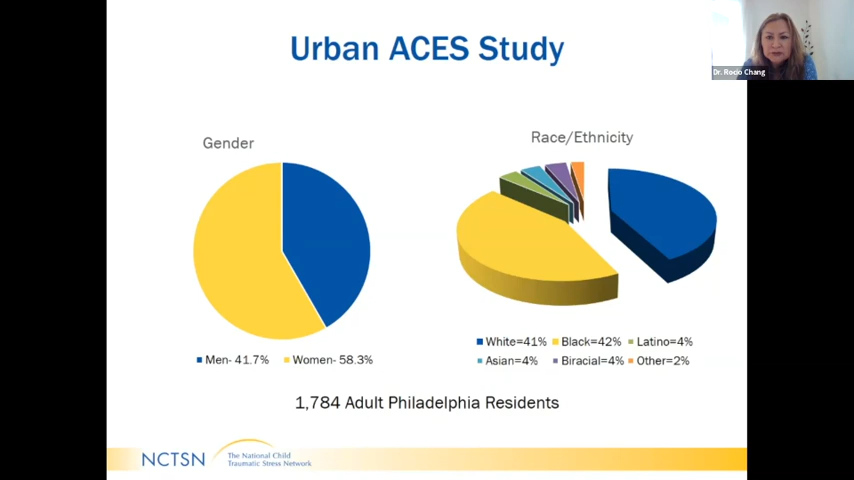 Urban ACES Study
Dr. Rocio Chang
Gender
Race/Ethnicity
Men- 41.7% Women- 58.3%
White=41% Black=42% Latino=4%
Asian=4% Biracial=4% Other=2%
1,784 Adult Philadelphia Residents
NCTSN
The National Child
Traumatic Stress Network